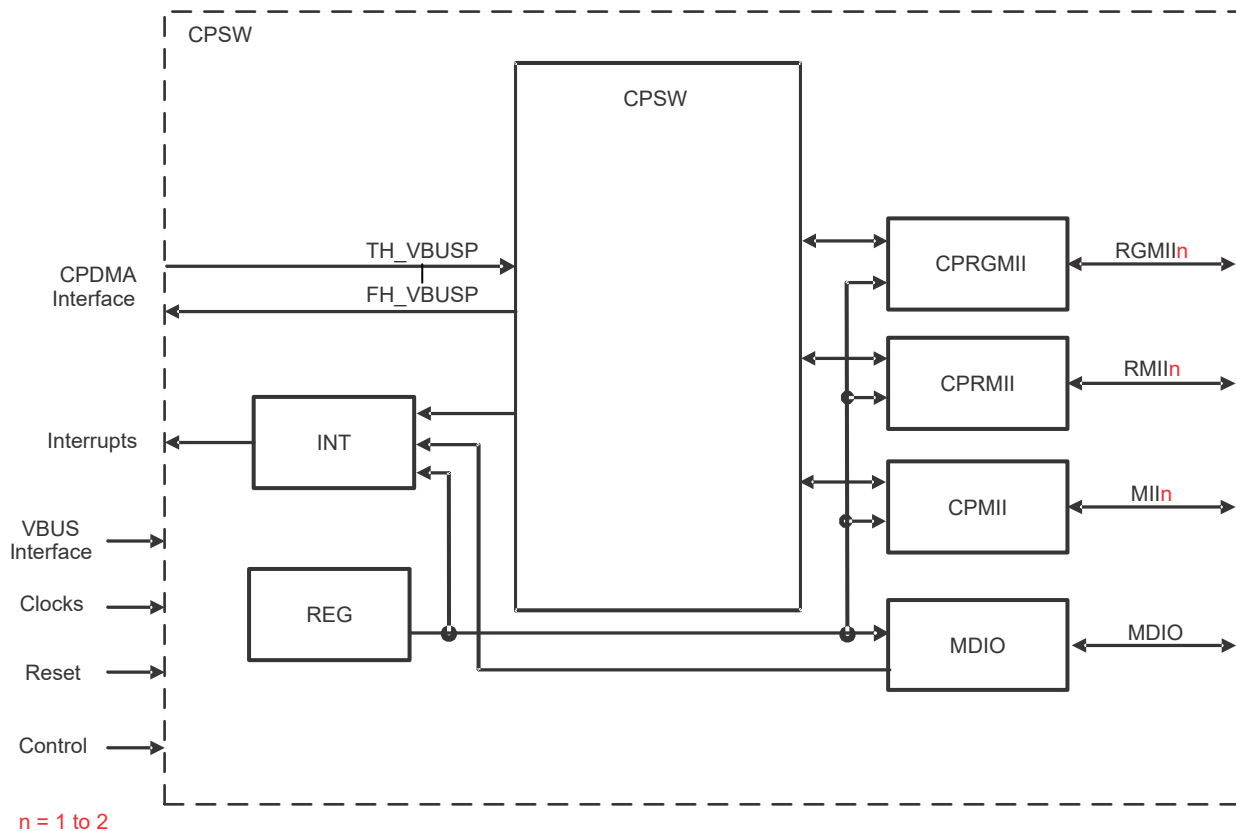 CPSW
CPSW
TH_VBUSP
FH_VBUSP
CPDMA
Interface
CPRGMII
RGMIIn
CPRMII
RMIIn
Interrupts
INT
CPMII
MIIn
VBUS
Interface
Clocks
REG
MDIO
MDIO
Reset
Control
n = 1 to 2